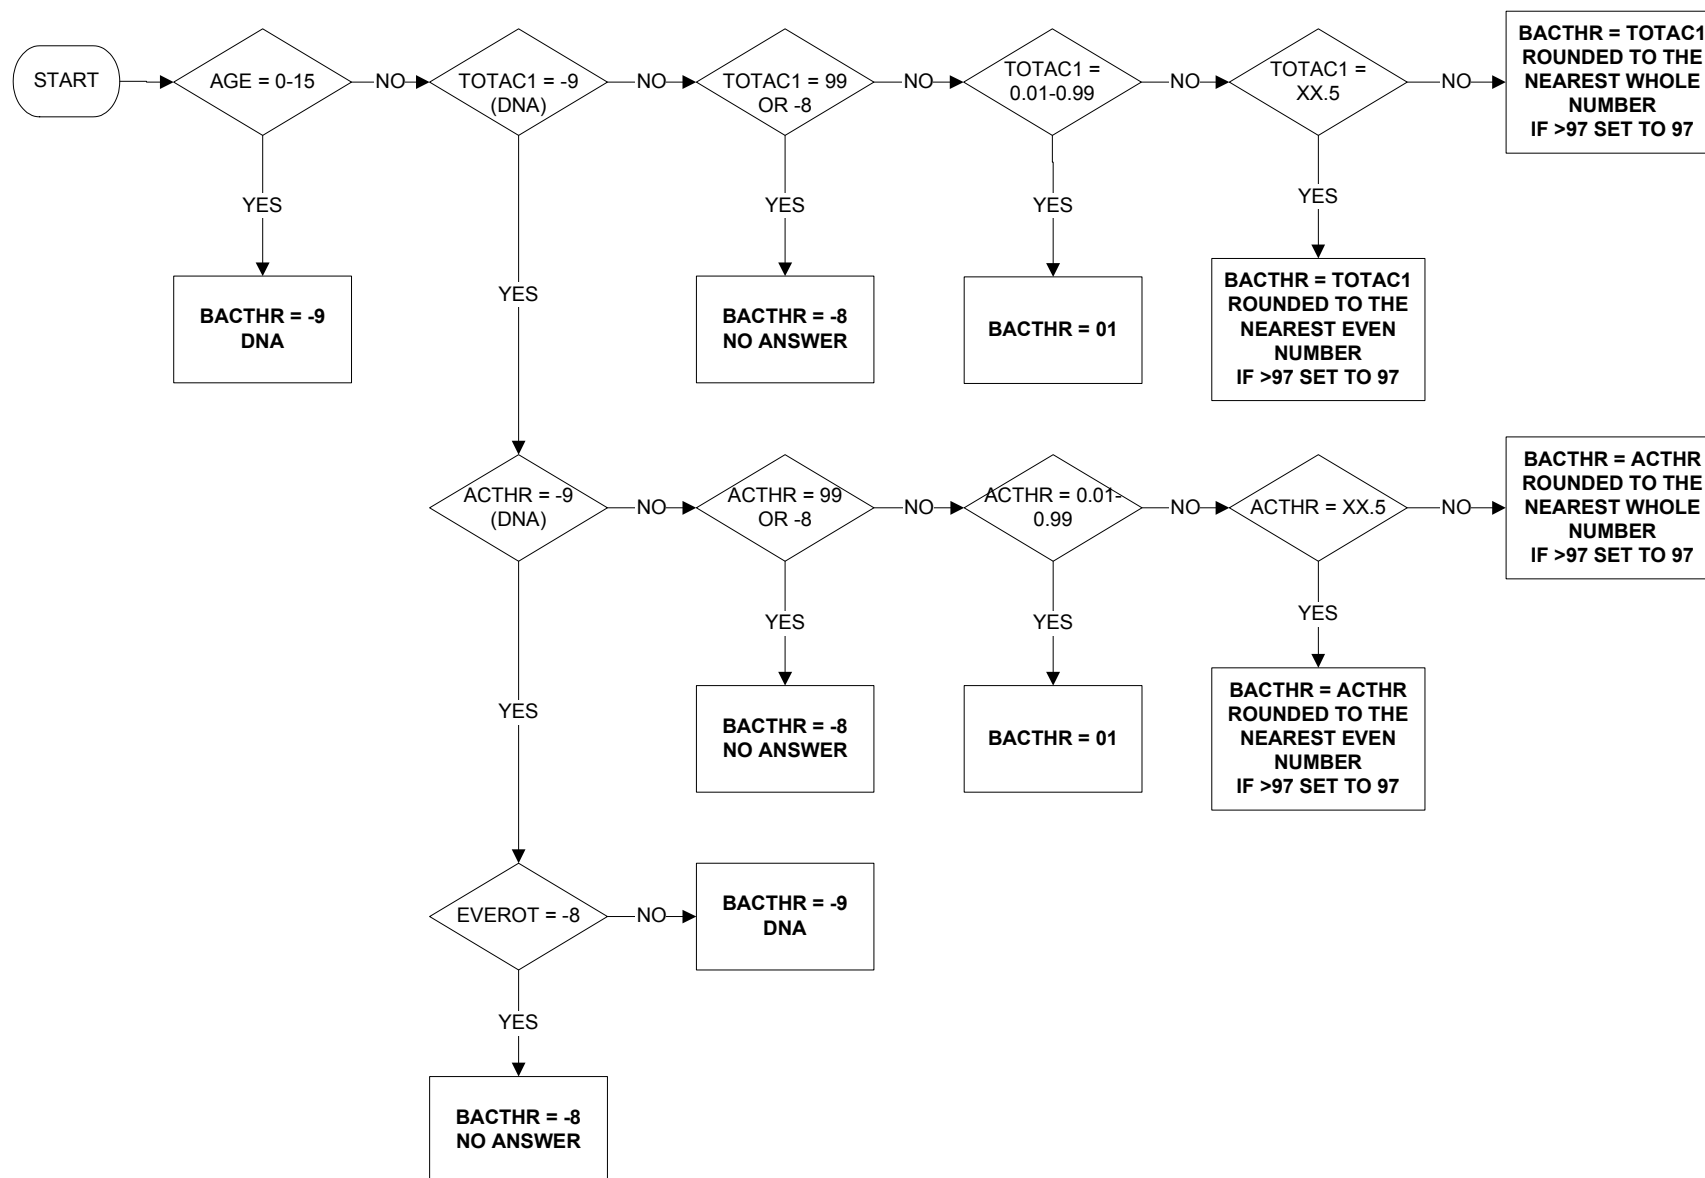 START
AGE = 0-15
NO
TOTAC1 = -9
(DNA)
NO
TOTAC1 = 99
OR -8
NO
TOTAC1 =
0.01-0.99
NO
TOTAC1 =
XX.5
NO
BACTHR = TOTAC1
ROUNDED TO THE
NEAREST WHOLE
NUMBER
IF >97 SET TO 97
YES
YES
YES
YES
YES
BACTHR = -9
DNA
BACTHR = -8
NO ANSWER
BACTHR = 01
BACTHR = TOTAC1
ROUNDED TO THE
NEAREST EVEN
NUMBER
IF >97 SET TO 97
ACTHR = -9
(DNA)
NO
ACTHR = 99
OR -8
NO
ACTHR = 0.01-
0.99
NO
ACTHR = XX.5
NO
BACTHR = ACTHR
ROUNDED TO THE
NEAREST WHOLE
NUMBER
IF >97 SET TO 97
YES
YES
YES
YES
BACTHR = -8
NO ANSWER
BACTHR = 01
BACTHR = ACTHR
ROUNDED TO THE
NEAREST EVEN
NUMBER
IF >97 SET TO 97
EVEROT = -8
NO
BACTHR = -9
DNA
YES
BACTHR = -8
NO ANSWER